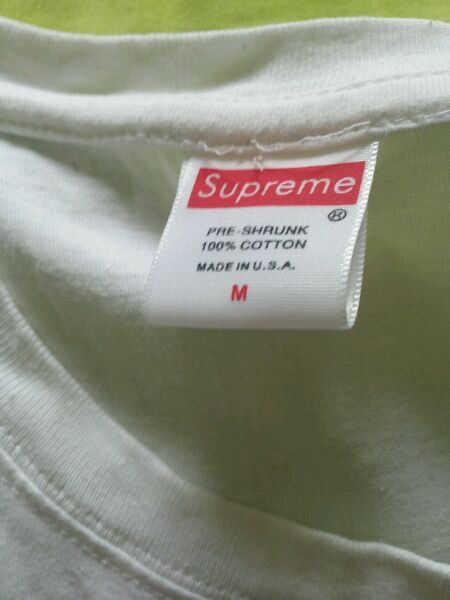 Supreme
®
PRE-SHRUNK
100% COTTON
MADE IN U.S.A.
M